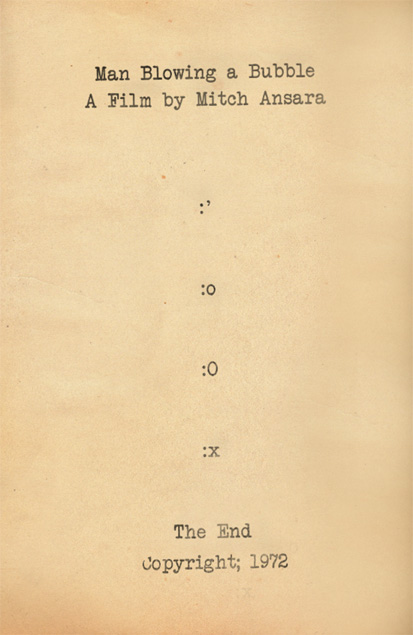 Man Blowing a Bubble
A Film by Mitch Ansara
:'
:o
:O
:x
The End
Copyright; 1972